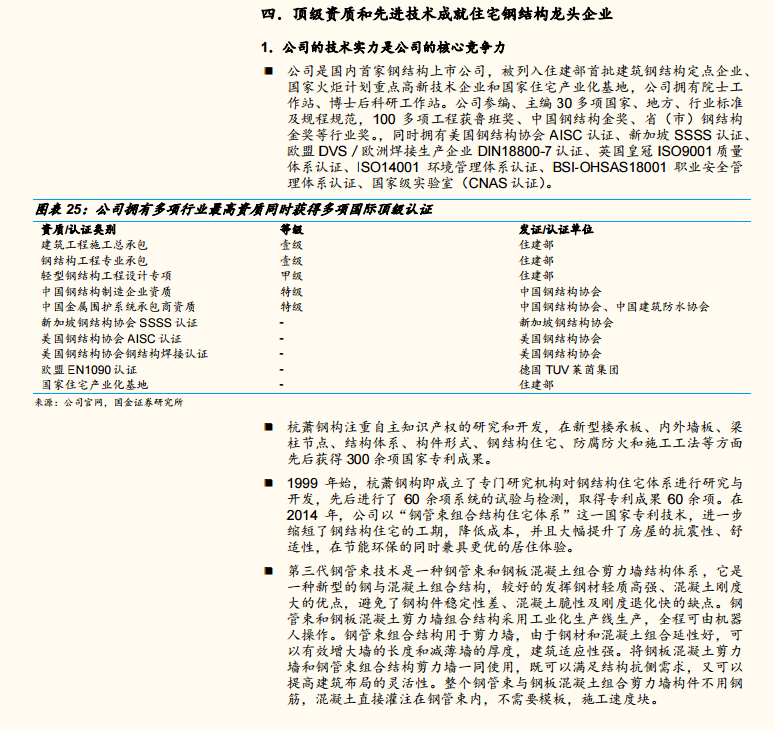 四．顶级资质和先进技术成就住宅钢结构龙头企业
1．公司的技术实力是公司的核心竞争力
■ 公司是国内首家钢结构上市公司，被列入住建部首批建筑钢结构定点企业、
国家火炬计划重点高新技术企业和国家住宅产业化基地，公司拥有院士工
作站、博士后科研工作站。公司参编、主编 30 多项国家、地方、行业标准
及规程规范，100 多项工程获鲁班奖、中国钢结构金奖、省（市）钢结构
金奖等行业奖。，同时拥有美国钢结构协会 AISC 认证、新加坡 SSSS 认证、
欧盟 DVS / 欧洲焊接生产企业 DIN18800-7 认证、英国皇冠 ISO9001 质量
体系认证、ISO14001 环境管理体系认证、BSI-OHSAS18001 职业安全管
理体系认证、国家级实验室（CNAS 认证）。
图表 25：公司拥有多项行业最高资质同时获得多项国际顶级认证
资质/认证类别 等级 发证/认证单位
建筑工程施工总承包 壹级 住建部
钢结构工程专业承包 壹级 住建部
轻型钢结构工程设计专项 甲级 住建部
中国钢结构制造企业资质 特级 中国钢结构协会
中国金属围护系统承包商资质 特级 中国钢结构协会、中国建筑防水协会
新加坡钢结构协会 SSSS 认证 - 新加坡钢结构协会
美国钢结构协会 AISC 认证 - 美国钢结构协会
美国钢结构协会钢结构焊接认证 - 美国钢结构协会
欧盟 EN1090 认证 - 德国 TUV 莱茵集团
国家住宅产业化基地 - 住建部
来源：公司官网，国金证券研究所
■ 杭萧钢构注重自主知识产权的研究和开发，在新型楼承板、内外墙板、梁
柱节点、结构体系、构件形式、钢结构住宅、防腐防火和施工工法等方面
先后获得 300 余项国家专利成果。
■ 1999 年始，杭萧钢构即成立了专门研究机构对钢结构住宅体系进行研究与
开发，先后进行了 60 余项系统的试验与检测，取得专利成果 60 余项。在
2014 年，公司以“钢管束组合结构住宅体系”这一国家专利技术，进一步
缩短了钢结构住宅的工期，降低成本，并且大幅提升了房屋的抗震性、舒
适性，在节能环保的同时兼具更优的居住体验。
■ 第三代钢管束技术是一种钢管束和钢板混凝土组合剪力墙结构体系，它是
一种新型的钢与混凝土组合结构，较好的发挥钢材轻质高强、混凝土刚度
大的优点，避免了钢构件稳定性差、混凝土脆性及刚度退化快的缺点。钢
管束和钢板混凝土剪力墙组合结构采用工业化生产线生产，全程可由机器
人操作。钢管束组合结构用于剪力墙，由于钢材和混凝土组合延性好，可
以有效增大墙的长度和减薄墙的厚度，建筑适应性强。将钢板混凝土剪力
墙和钢管束组合结构剪力墙一同使用，既可以满足结构抗侧需求，又可以
提高建筑布局的灵活性。整个钢管束与钢板混凝土组合剪力墙构件不用钢
筋，混凝土直接灌注在钢管束内，不需要模板，施工速度块。